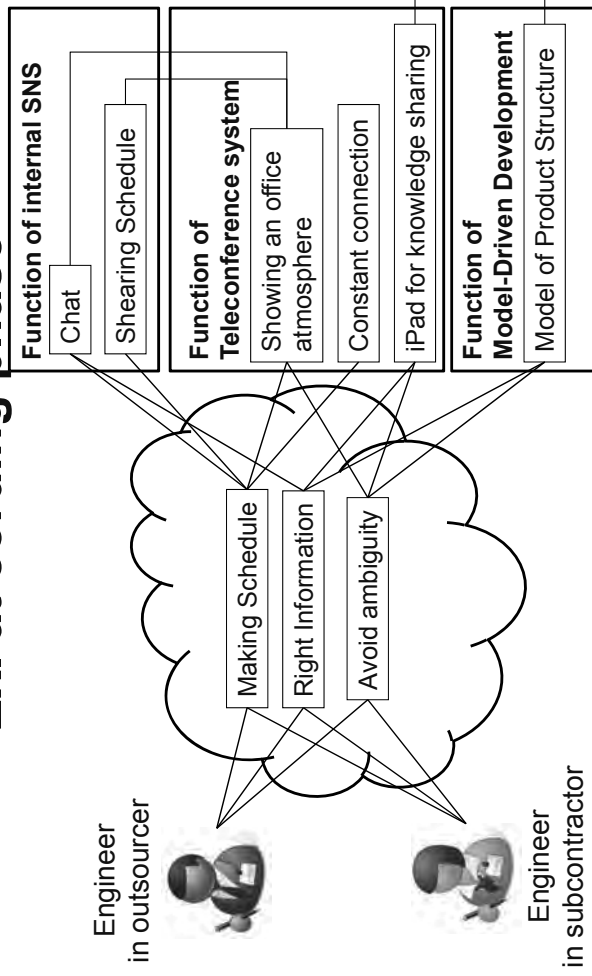 Engineer
in outsourcer
Engineer
in subcontractor
Making Schedule
Right Information
Avoid ambiguity
Function of internal SNS
Chat
Shearing Schedule
Function of
Teleconference system
Showing an office
atmosphere
Constant connection
iPad for knowledge sharing
Function of
Model-Driven Development
Model of Product Structure